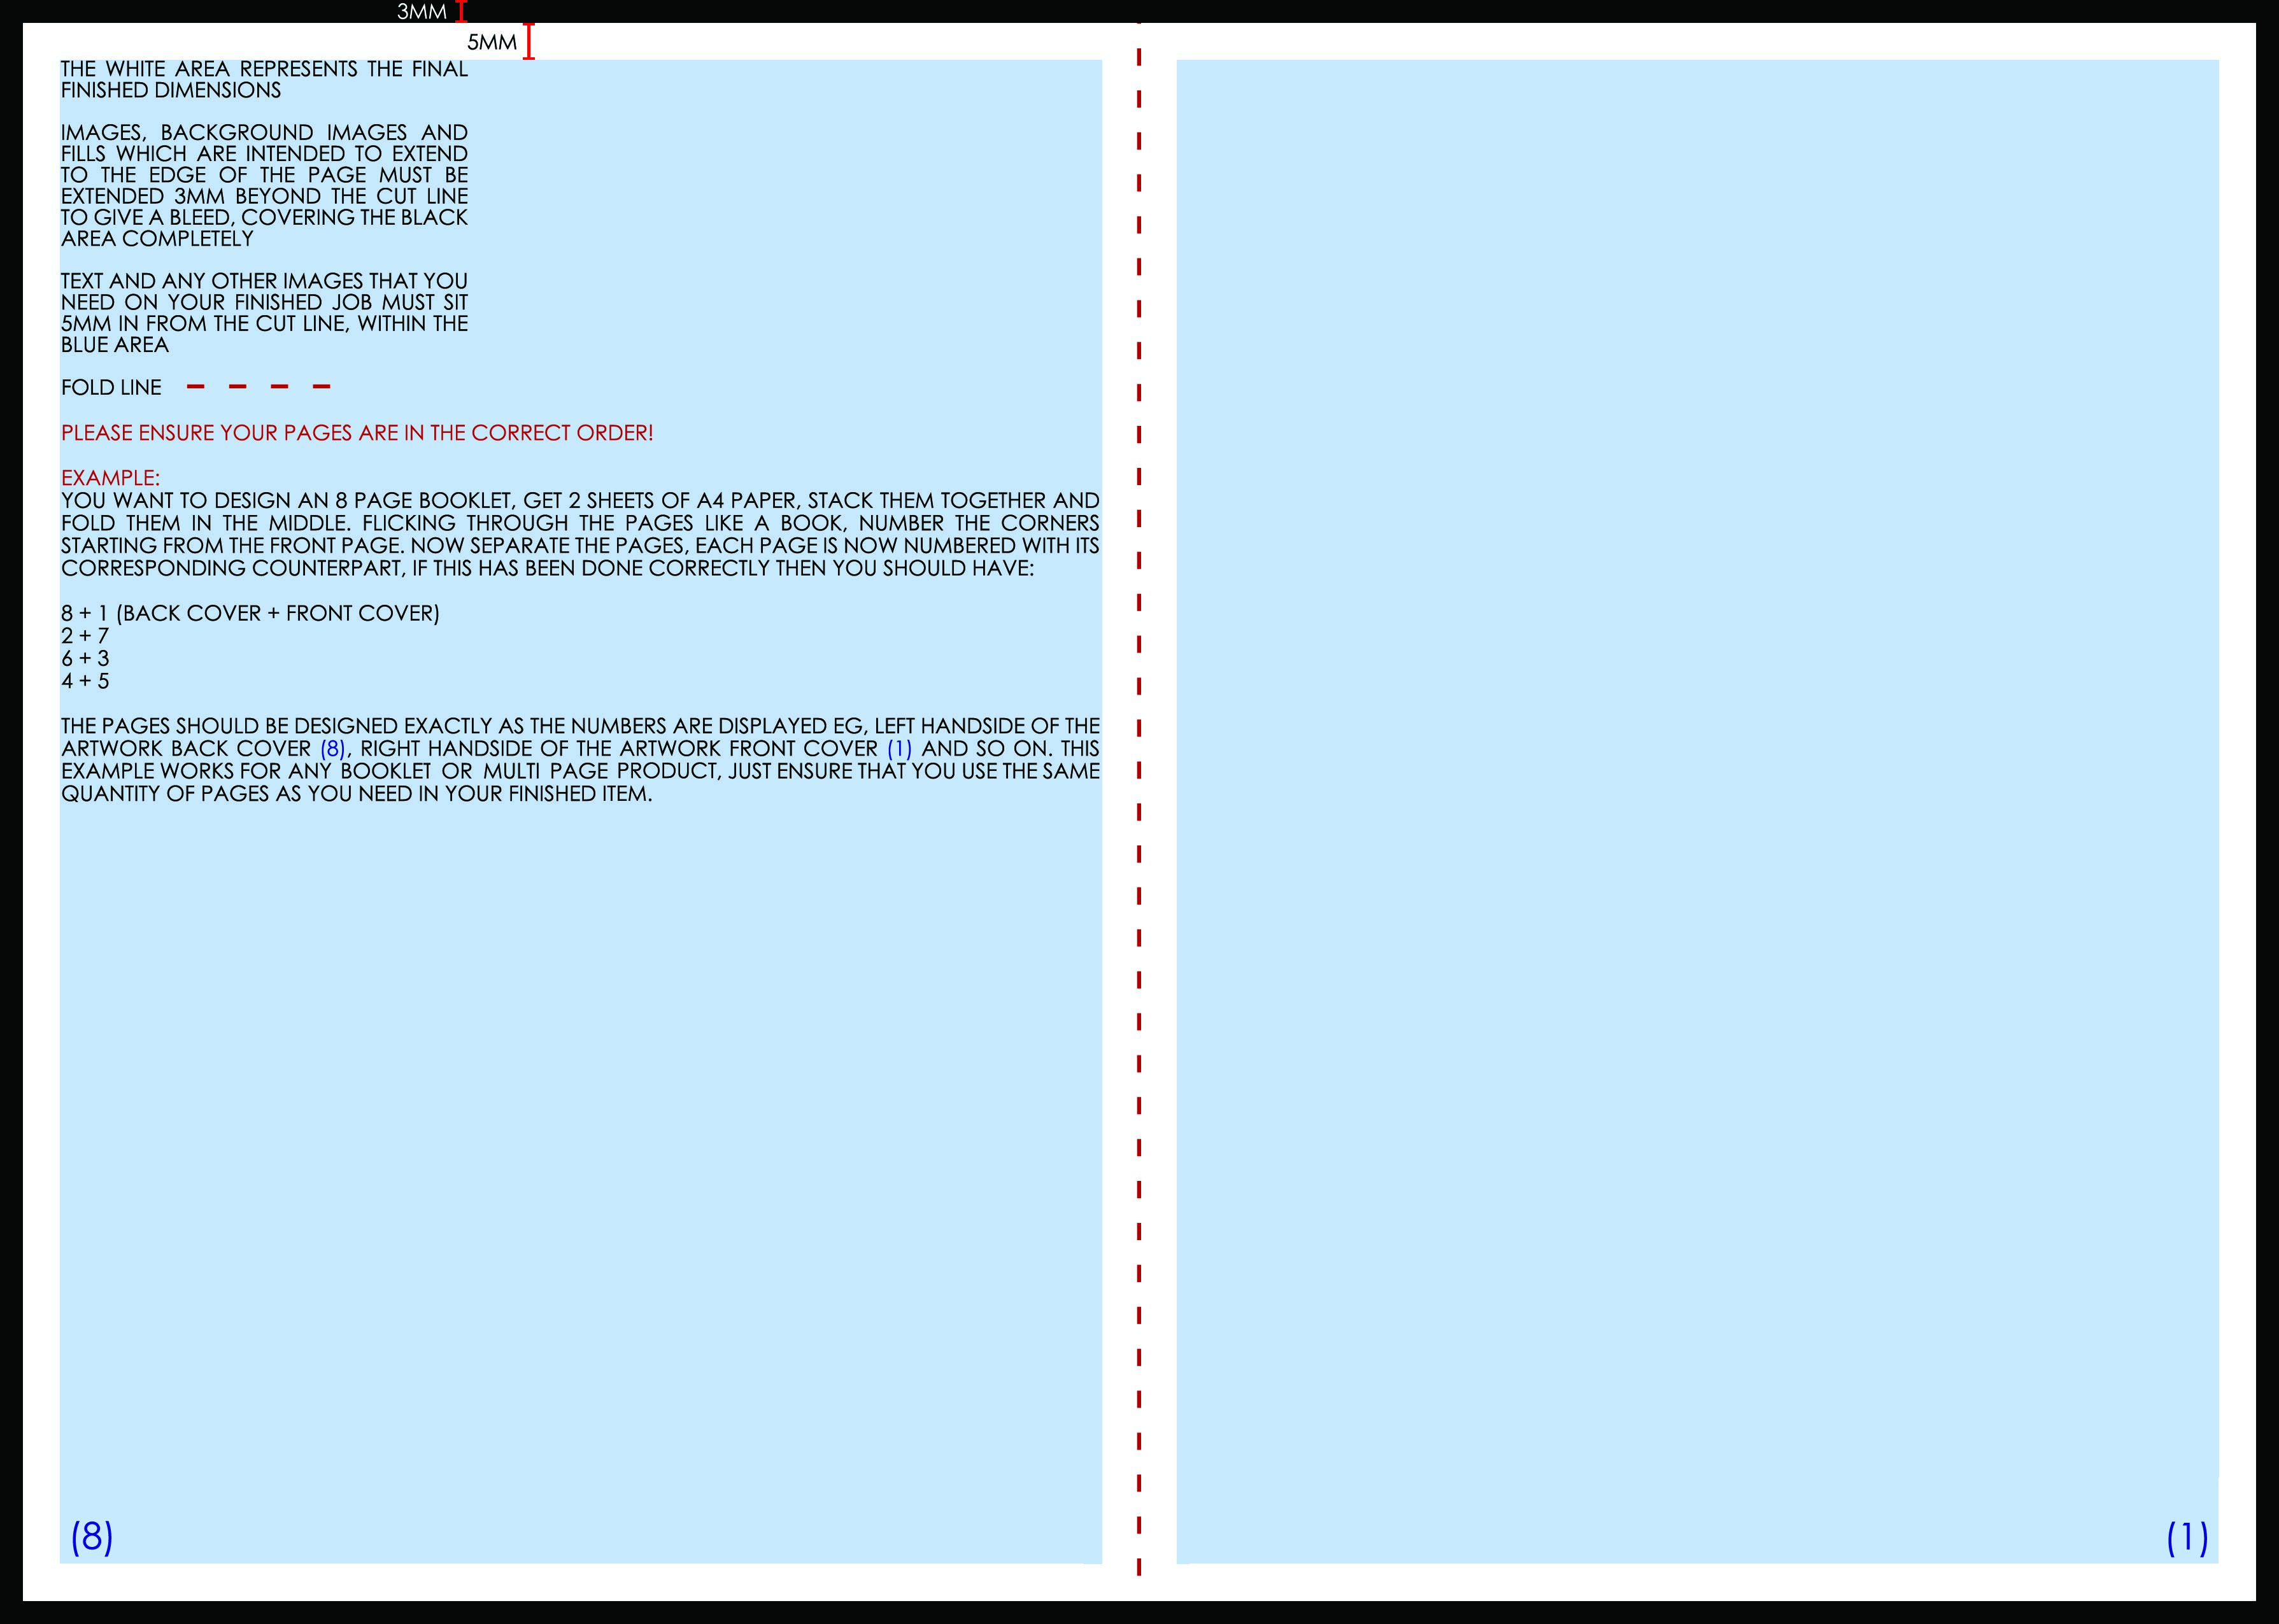 3MM
5MM
THE WHITE AREA REPRESENTS THE FINAL
FINISHED DIMENSIONS
IMAGES, BACKGROUND IMAGES AND
FILLS WHICH ARE INTENDED TO EXTEND
TO THE EDGE OF THE PAGE MUST BE
EXTENDED 3MM BEYOND THE CUT LINE
TO GIVE A BLEED, COVERING THE BLACK
AREA COMPLETELY
TEXT AND ANY OTHER IMAGES THAT YOU
NEED ON YOUR FINISHED JOB MUST SIT
5MM IN FROM THE CUT LINE, WITHIN THE
BLUE AREA
FOLD LINE
PLEASE ENSURE YOUR PAGES ARE IN THE CORRECT ORDER!
EXAMPLE:
YOU WANT TO DESIGN AN 8 PAGE BOOKLET, GET 2 SHEETS OF A4 PAPER, STACK THEM TOGETHER AND
FOLD THEM IN THE MIDDLE. FLICKING THROUGH THE PAGES LIKE A BOOK, NUMBER THE CORNERS
STARTING FROM THE FRONT PAGE. NOW SEPARATE THE PAGES, EACH PAGE IS NOW NUMBERED WITH ITS
CORRESPONDING COUNTERPART, IF THIS HAS BEEN DONE CORRECTLY THEN YOU SHOULD HAVE:
8 + 1 (BACK COVER + FRONT COVER)
2 + 7
6 + 3
4 + 5
THE PAGES SHOULD BE DESIGNED EXACTLY AS THE NUMBERS ARE DISPLAYED EG, LEFT HANDSIDE OF THE
ARTWORK BACK COVER (8), RIGHT HANDSIDE OF THE ARTWORK FRONT COVER (1) AND SO ON. THIS
EXAMPLE WORKS FOR ANY BOOKLET OR MULTI PAGE PRODUCT, JUST ENSURE THAT YOU USE THE SAME
QUANTITY OF PAGES AS YOU NEED IN YOUR FINISHED ITEM.
(8)
(1)